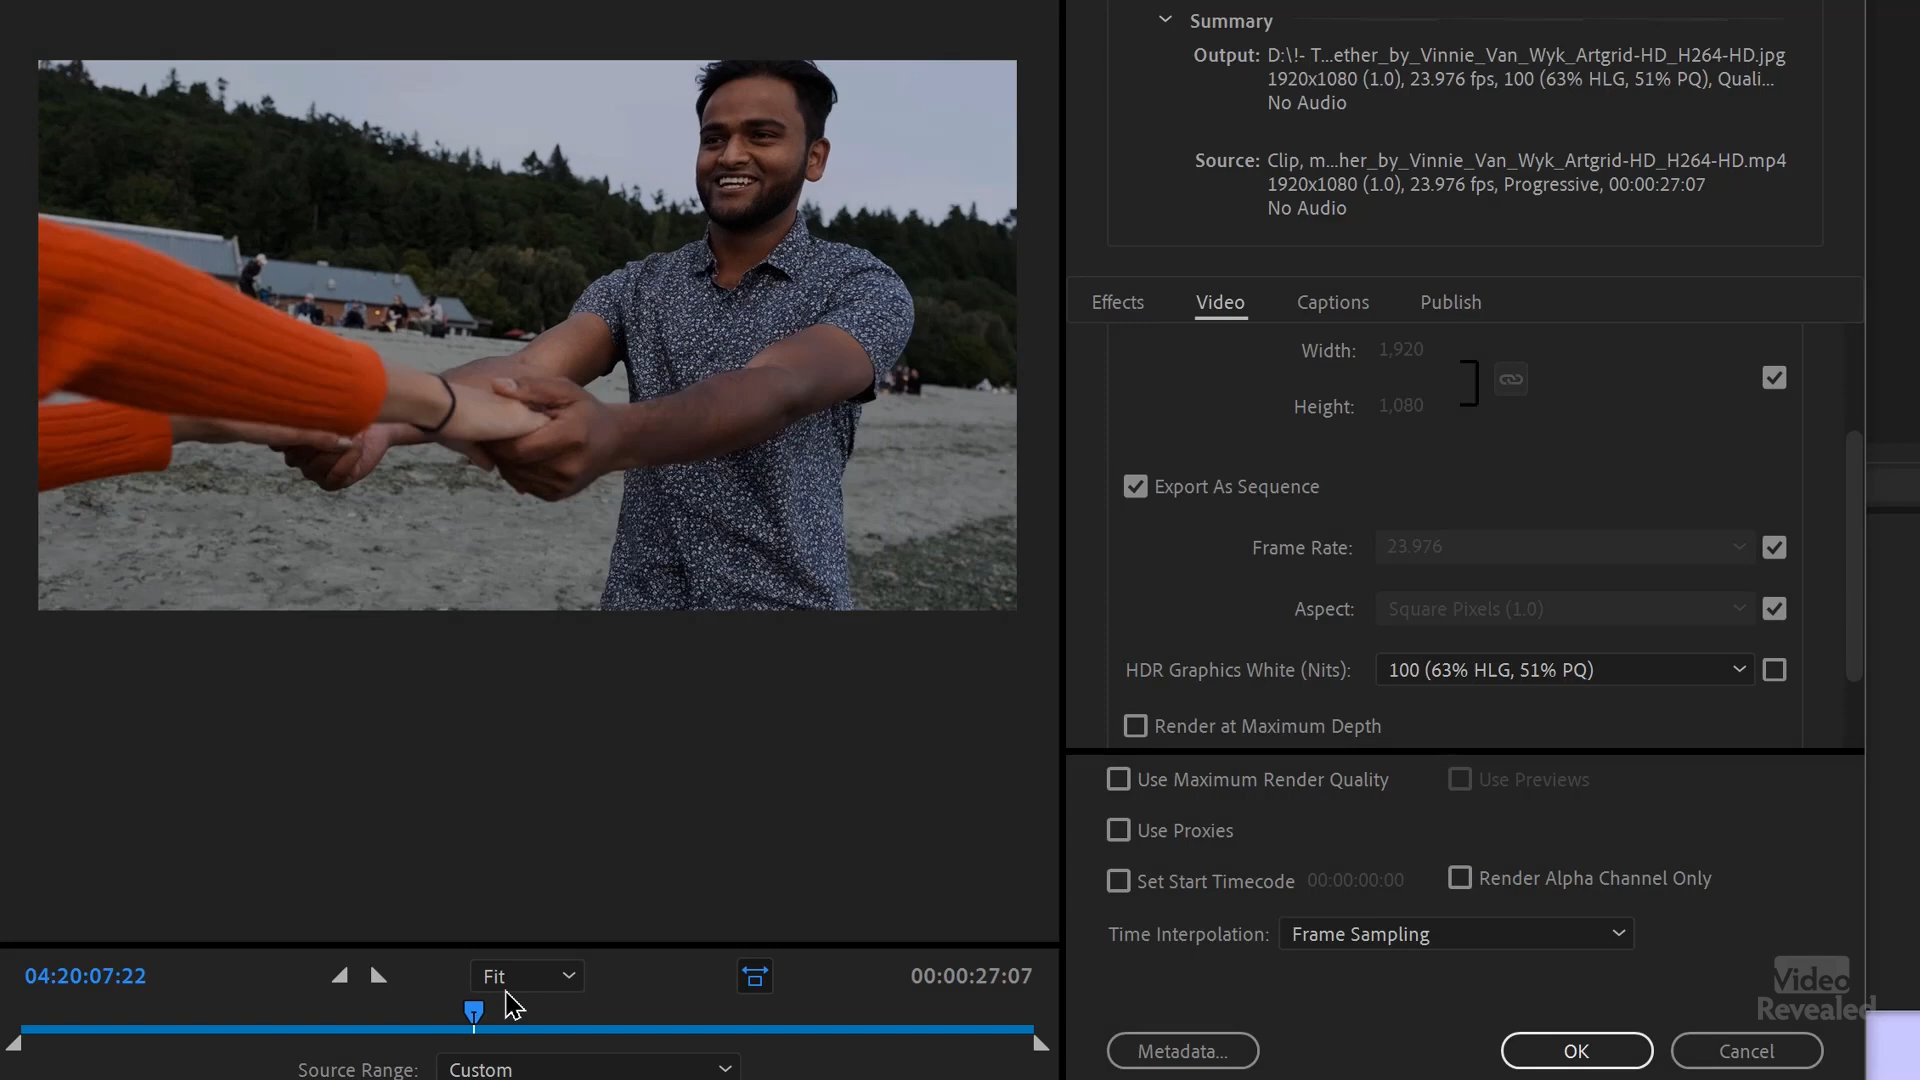 Summary
Output: D:\!- T...ether_by_Vinnie_Van_Wyk_Artgrid-HD_H264-HD.jpg
1920x1080 (1.0), 23.976 fps, 100 (63% HLG, 51% PQ), Quali...
No Audio
Source: Clip, m...her_by_Vinnie_Van_Wyk_Artgrid-HD_H264-HD.mp4
1920x1080 (1.0), 23.976 fps, Progressive, 00:00:27:07
No Audio
Effects Video Captions Publish
Width: 1,920
Height: 1,080
Export As Sequence
Frame Rate: 23.976
Aspect: Square Pixels (1.0)
HDR Graphics White (Nits): 100 (63% HLG, 51% PQ)
Render at Maximum Depth
Use Maximum Render Quality Use Previews
Use Proxies
Set Start Timecode 00:00:00:00 Render Alpha Channel Only
Time Interpolation: Frame Sampling
04:20:07:22 Fit 00:00:27:07
Source Range: Custom
Metadata... OK Cancel
Video
Revealed